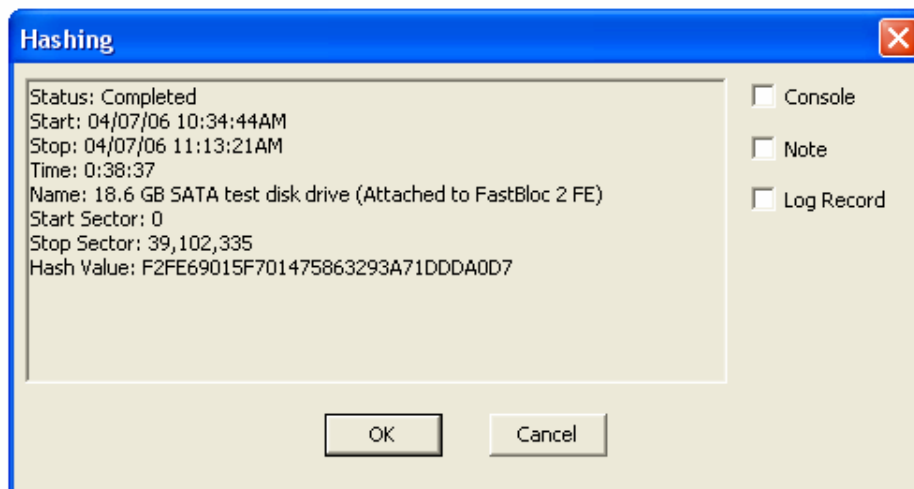 Hashing
Status: Completed
Start: 04/07/06 10:34:44AM
Stop: 04/07/06 11:13:21AM
Time: 0:38:37
Name: 18.6 GB SATA test disk drive (Attached to FastBloc 2 FE)
Start Sector: 0
Stop Sector: 39,102,335
Hash Value: F2FE69015F701475863293A71DDDA0D7
Console
Note
Log Record
OK
Cancel